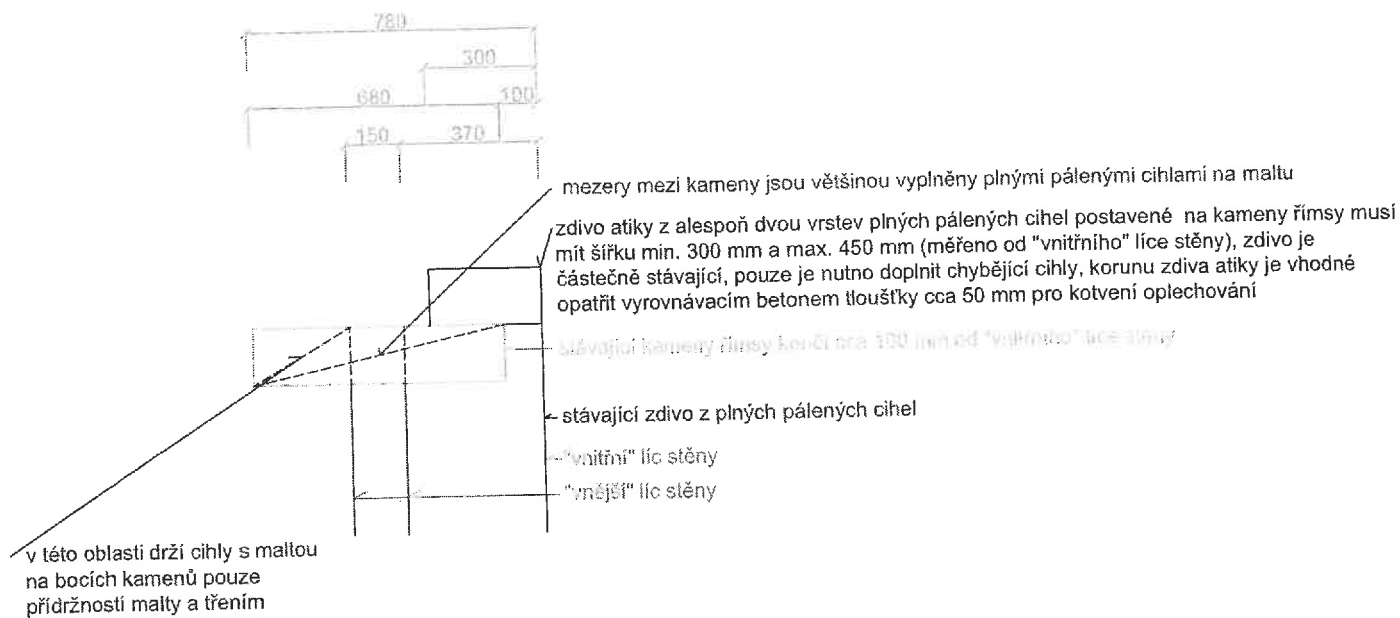 780
300
680
100
150
370
mezery mezi kameny jsou většinou vyplněny plnými pálenými cihlami na maltu
zdivo atiky z alespoň dvou vrstev plných pálených cihel postavené na kameny římsy musí
mít šířku min. 300 mm a max. 450 mm (měřeno od "vnitřního" líce stěny), zdivo je
částečně stávající, pouze je nutno doplnit chybějící cihly, korunu zdiva atiky je vhodné
opatřit vyrovnávacím betonem tloušťky cca 50 mm pro kotvení oplechování
stávající kameny římsy končí cca 100 mm od "vnitřního" líce stěny
stávající zdivo z plných pálených cihel
"vnitřní" líc stěny
"vnější" líc stěny
v této oblasti drží cihly s maltou
na bocích kamenů pouze
přídržností malty a třením